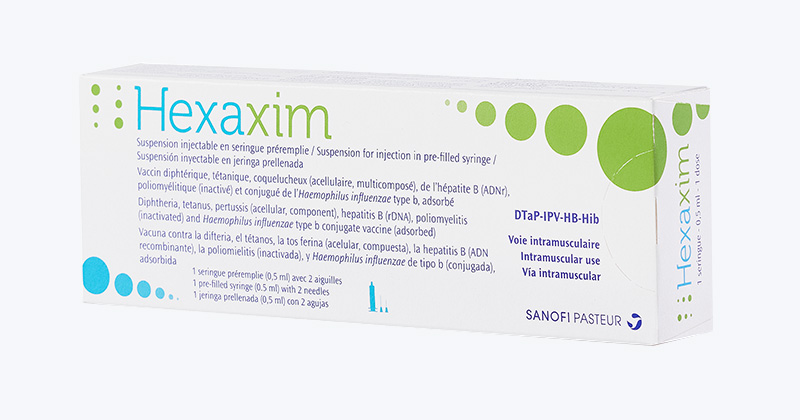 Hexaxim
Suspension injectable en seringue préremplie / Suspension for injection in pre-filled syringe /
Suspensión inyectable en jeringa prellenada
Vaccin diphtérique, tétanique, coquelucheux (acellulaire, multicomposé), de l'hépatite B (ADNr),
poliomyélitique (inactivé) et conjugué de l'Haemophilus influenzae type b, adsorbé
Diphtheria, tetanus, pertussis (acellular, component), hepatitis B (rDNA), poliomyelitis
(inactivated) and Haemophilus influenzae type b conjugate vaccine (adsorbed)
Vacuna contra la difteria, el tétanos, la tos ferina (acelular, compuesta), la hepatitis B (ADN
recombinante), la poliomielitis (inactivada), y Haemophilus influenzae de tipo b (conjugada),
adsorbida
1 seringue préremplie (0,5 ml) avec 2 aiguilles
1 pre-filled syringe (0.5 ml) with 2 needles
1 jeringa prellenada (0,5 ml) con 2 agujas
DTaP-IPV-HB-Hib
Voie intramusculaire
Intramuscular use
Vía intramuscular
SANOFI PASTEUR
Hexaxim
1 seringue - 0,5 ml - 1 dose